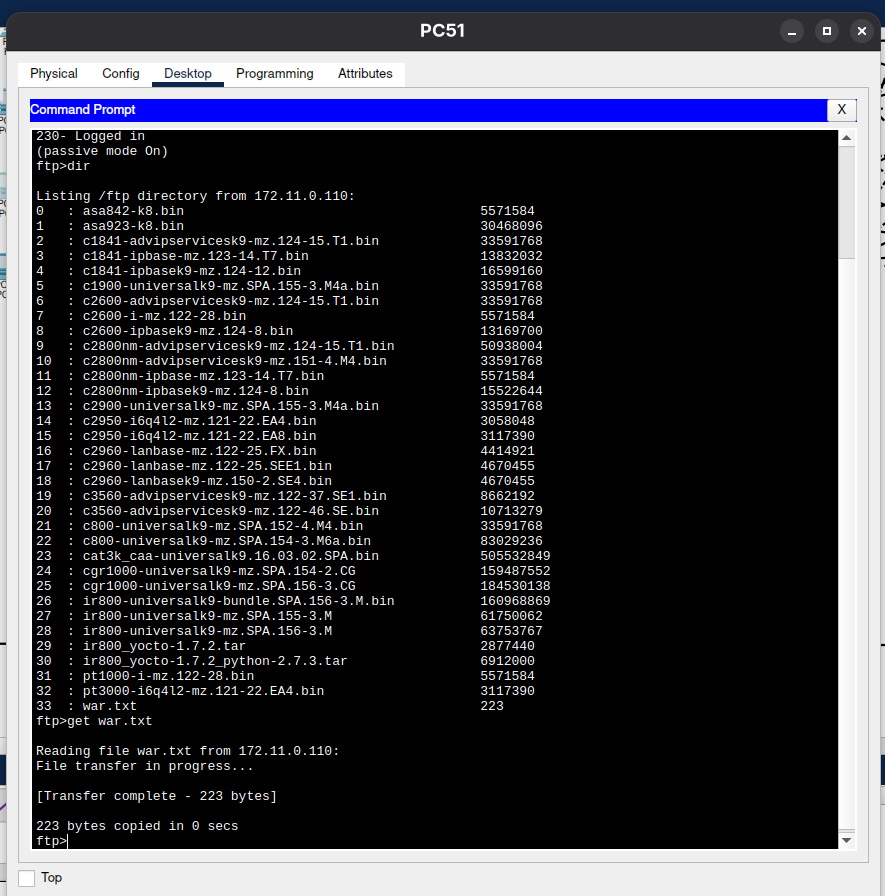 PC51
Physical Config Desktop Programming Attributes
Command Prompt X
230- Logged in
(passive mode On)
ftp>dir
Listing /ftp directory from 172.11.0.110:
0 : asa842-k8.bin 5571584
1 : asa923-k8.bin 30468096
2 : c1841-advipservicesk9-mz.124-15.T1.bin 33591768
3 : c1841-ipbase-mz.123-14.T7.bin 13832032
4 : c1841-ipbasek9-mz.124-12.bin 16599160
5 : c1900-universalk9-mz.SPA.155-3.M4a.bin 33591768
6 : c2600-advipservicesk9-mz.124-15.T1.bin 33591768
7 : c2600-i-mz.122-28.bin 5571584
8 : c2600-ipbasek9-mz.124-8.bin 13169700
9 : c2800nm-advipservicesk9-mz.124-15.T1.bin 50938004
10 : c2800nm-advipservicesk9-mz.151-4.M4.bin 33591768
11 : c2800nm-ipbase-mz.123-14.T7.bin 5571584
12 : c2800nm-ipbasek9-mz.124-8.bin 15522644
13 : c2900-universalk9-mz.SPA.155-3.M4a.bin 33591768
14 : c2950-i6q4l2-mz.121-22.EA4.bin 3058048
15 : c2950-i6q4l2-mz.121-22.EA8.bin 3117390
16 : c2960-lanbase-mz.122-25.FX.bin 4414921
17 : c2960-lanbase-mz.122-25.SEE1.bin 4670455
18 : c2960-lanbasek9-mz.150-2.SE4.bin 4670455
19 : c3560-advipservicesk9-mz.122-37.SE1.bin 8662192
20 : c3560-advipservicesk9-mz.122-46.SE.bin 10713279
21 : c800-universalk9-mz.SPA.152-4.M4.bin 33591768
22 : c800-universalk9-mz.SPA.154-3.M6a.bin 83029236
23 : cat3k_caa-universalk9.16.03.02.SPA.bin 505532849
24 : cgr1000-universalk9-mz.SPA.154-2.CG 159487552
25 : cgr1000-universalk9-mz.SPA.156-3.CG 184530138
26 : ir800-universalk9-bundle.SPA.156-3.M.bin 160968869
27 : ir800-universalk9-mz.SPA.155-3.M 61750062
28 : ir800-universalk9-mz.SPA.156-3.M 63753767
29 : ir800_yocto-1.7.2.tar 2877440
30 : ir800_yocto-1.7.2_python-2.7.3.tar 6912000
31 : pt1000-i-mz.122-28.bin 5571584
32 : pt3000-i6q4l2-mz.121-22.EA4.bin 3117390
33 : war.txt 223
ftp>get war.txt
Reading file war.txt from 172.11.0.110:
File transfer in progress...
[Transfer complete - 223 bytes]
223 bytes copied in 0 secs
ftp>
Top